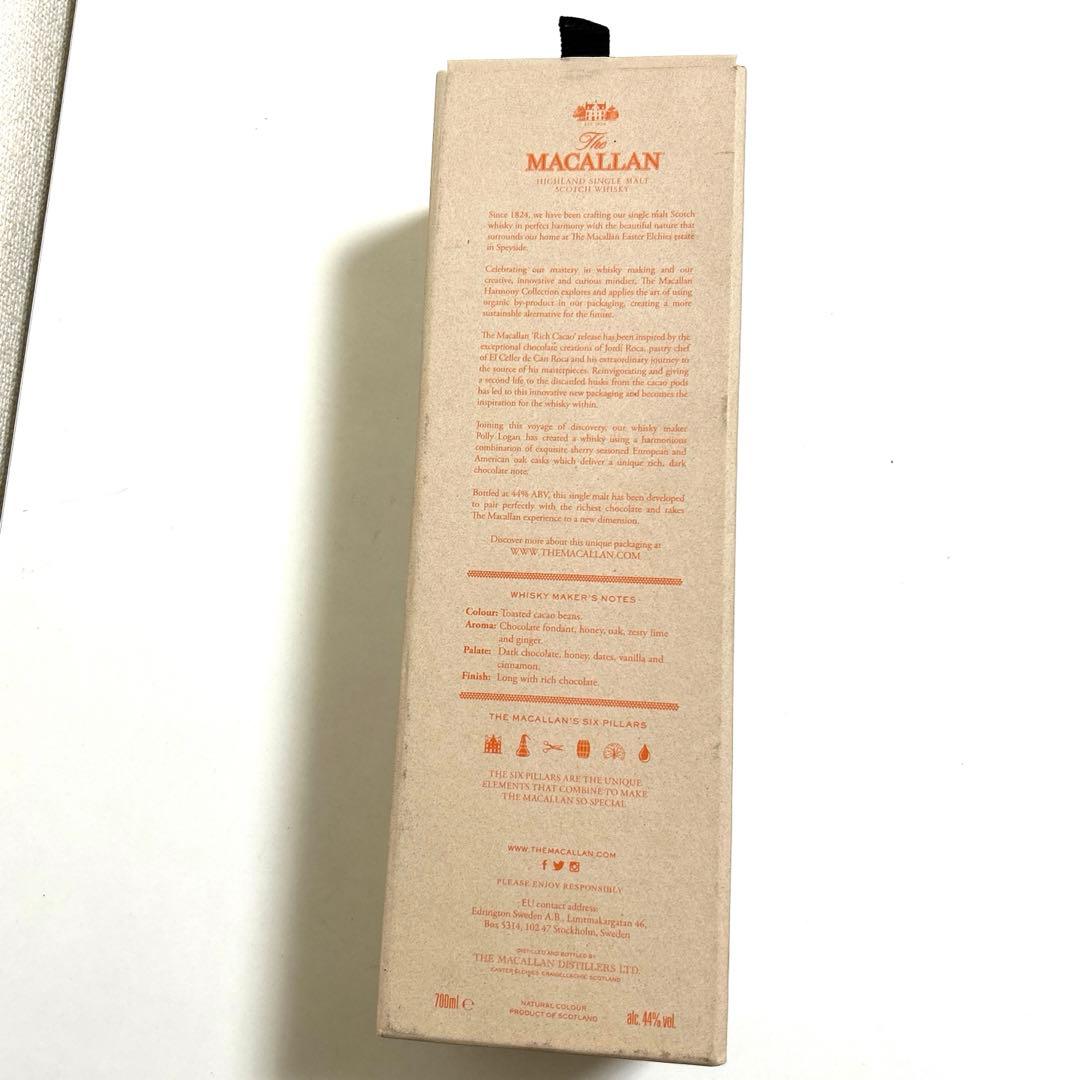 EST. 1824
The
MACALLAN
HIGHLAND SINGLE MALT
SCOTCH WHISKY
Since 1824, we have been crafting our single malt Scotch
whisky in perfect harmony with the beautiful nature that
surrounds our home at The Macallan Easter Elchies estate
in Speyside.
Celebrating our mastery in whisky making and our
creative, innovative and curious mindset, The Macallan
Harmony Collection explores and applies the art of using
organic by-product in our packaging, creating a more
sustainable alternative for the future.
The Macallan 'Rich Cacao' release has been inspired by the
exceptional chocolate creations of Jordi Roca, pastry chef
of El Celler de Can Roca and his extraordinary journey to
the source of his masterpieces. Reinvigorating and giving
a second life to the discarded husks from the cacao pods
has led to this innovative new packaging and becomes the
inspiration for the whisky within.
Joining this voyage of discovery, our whisky maker
Polly Logan has created a whisky using a harmonious
combination of exquisite sherry seasoned European and
American oak casks which deliver a unique rich, dark
chocolate note.
Bottled at 44% ABV, this single malt has been developed
to pair perfectly with the richest chocolate and takes
The Macallan experience to a new dimension.
Discover more about this unique packaging at
WWW.THEMACALLAN.COM
WHISKY MAKER'S NOTES
Colour: Toasted cacao beans.
Aroma: Chocolate fondant, honey, oak, zesty lime
and ginger.
Palate: Dark chocolate, honey, dates, vanilla and
cinnamon.
Finish: Long with rich chocolate.
THE MACALLAN'S SIX PILLARS
THE SIX PILLARS ARE THE UNIQUE
ELEMENTS THAT COMBINE TO MAKE
THE MACALLAN SO SPECIAL
WWW.THEMACALLAN.COM
PLEASE ENJOY RESPONSIBLY
EU contact address:
Edrington Sweden A.B., Luntmakargatan 46,
Box 5314, 102 47 Stockholm, Sweden
DISTILLED AND BOTTLED BY
THE MACALLAN DISTILLERS LTD.
EASTER ELCHIES CRAIGELLACHIE SCOTLAND
700ml e
NATURAL COLOUR
PRODUCT OF SCOTLAND
alc. 44% vol.